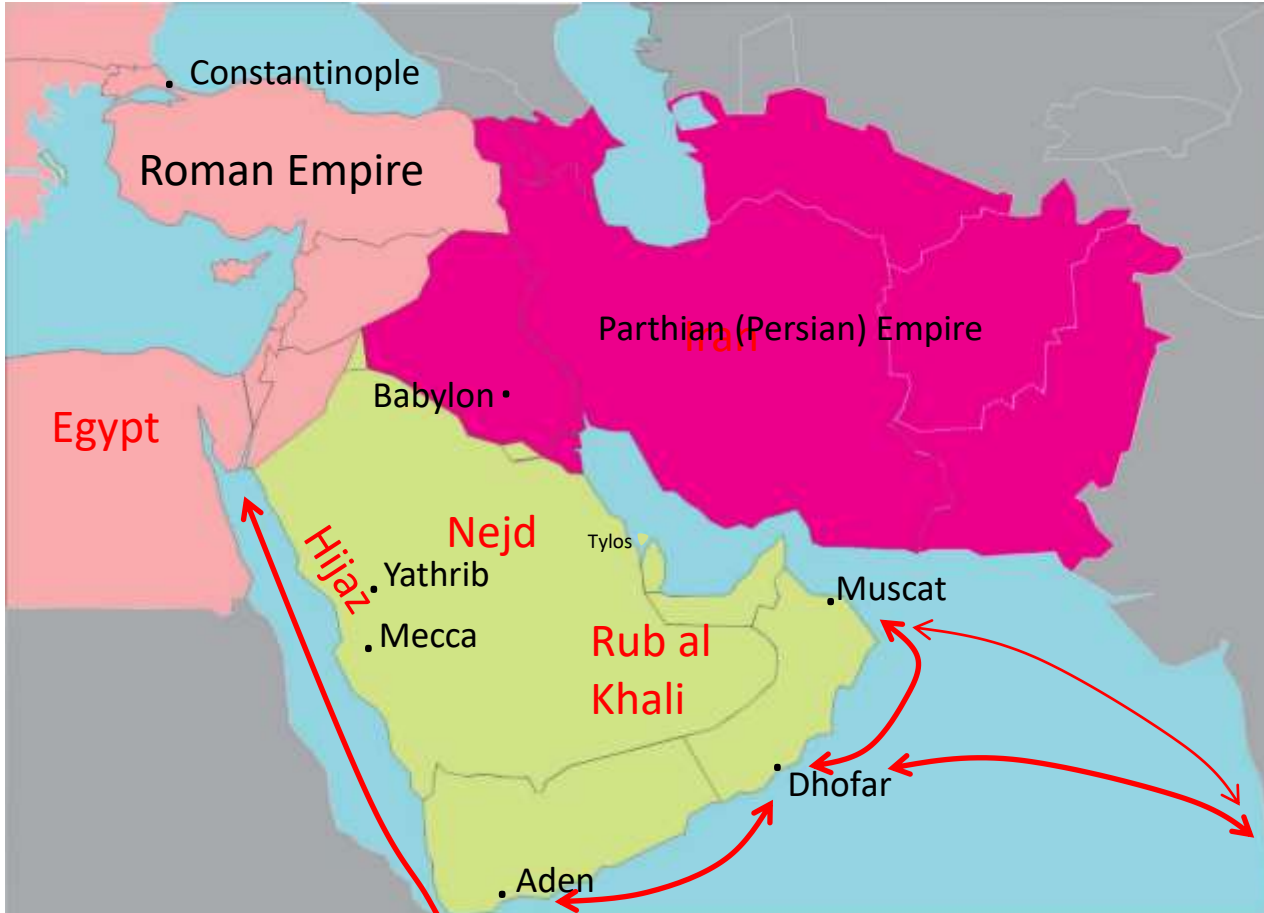 Constantinople
Roman Empire
Parthian (Persian) Empire
Iran
Babylon
Egypt
Nejd
Hijaz
Tylos
Yathrib
Muscat
Mecca
Rub al
Khali
Dhofar
Aden